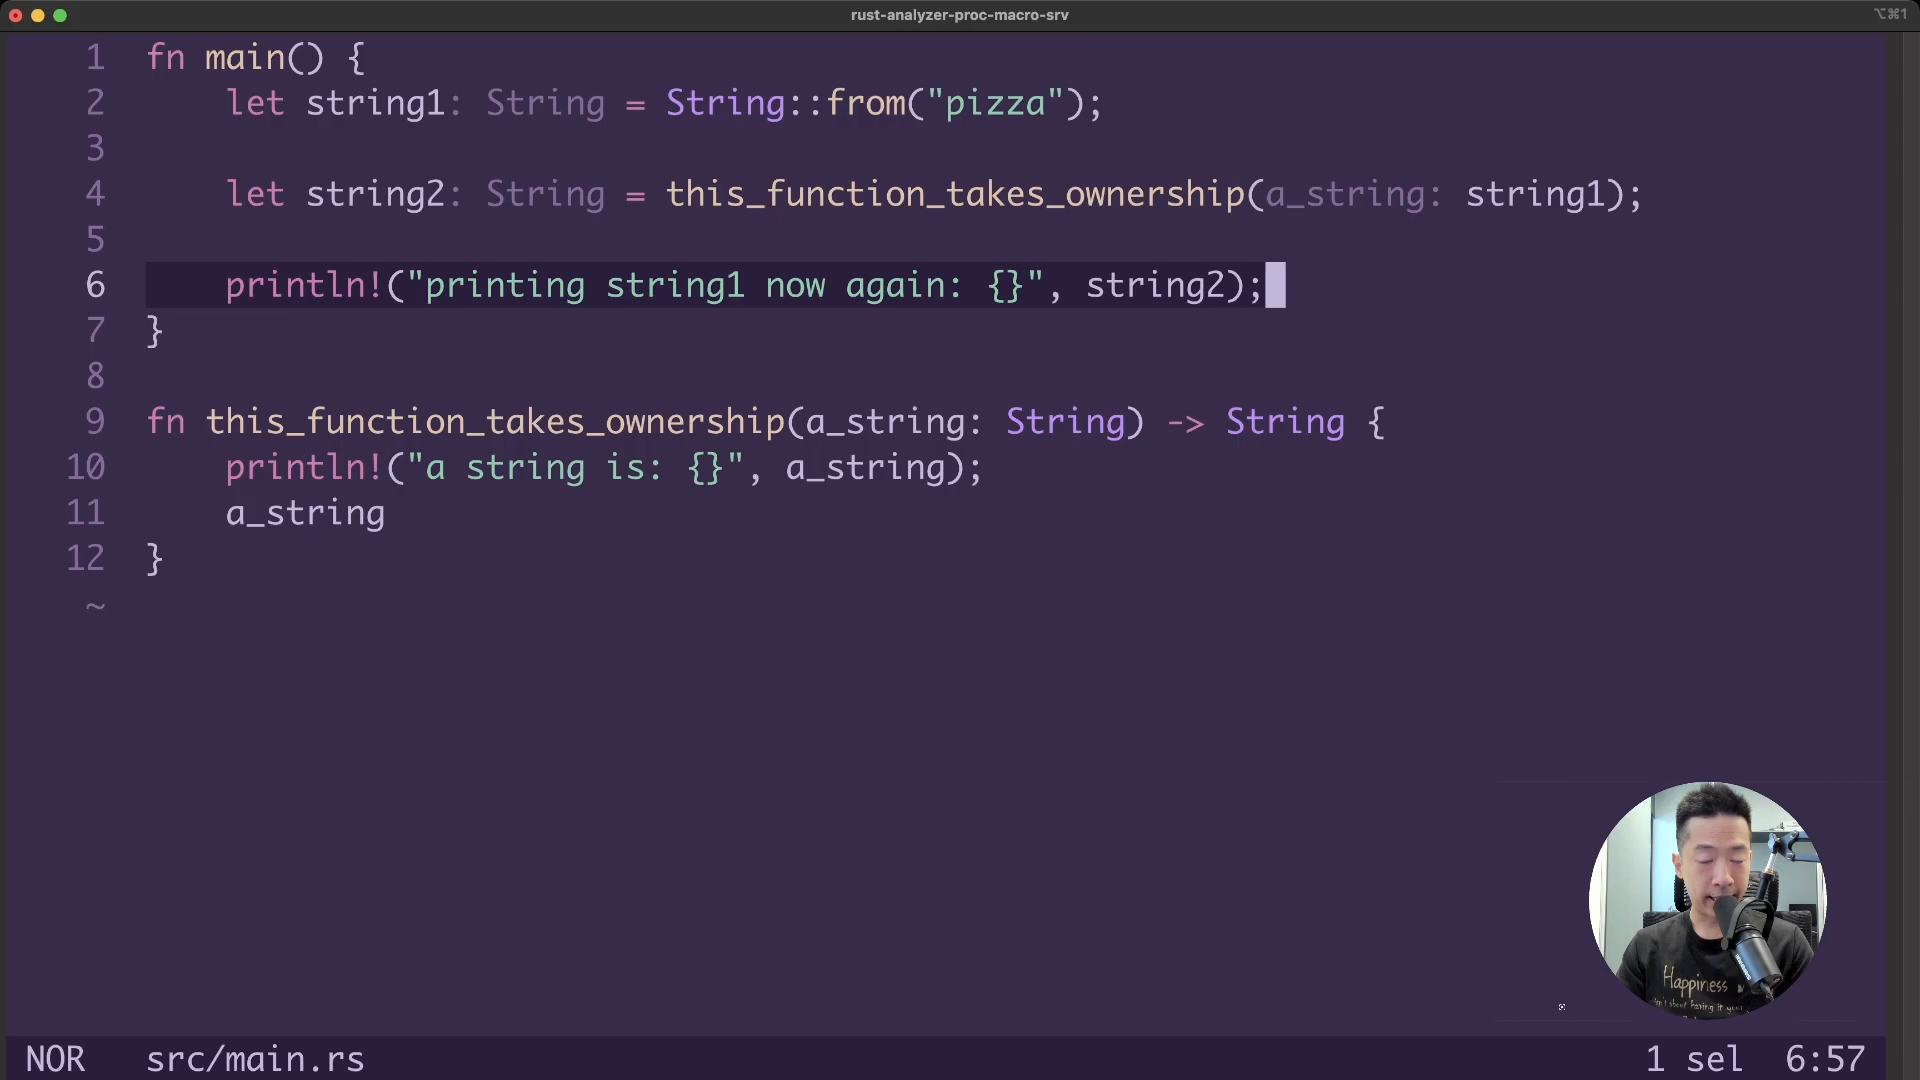 rust-analyzer-proc-macro-srv
⌥⌘1
1 fn main() {
2     let string1: String = String::from("pizza");
3
4     let string2: String = this_function_takes_ownership(a_string: string1);
5
6     println!("printing string1 now again: {}", string2);
7 }
8
9 fn this_function_takes_ownership(a_string: String) -> String {
10     println!("a string is: {}", a_string);
11     a_string
12 }
~
Happiness
NOR src/main.rs 1 sel 6:57